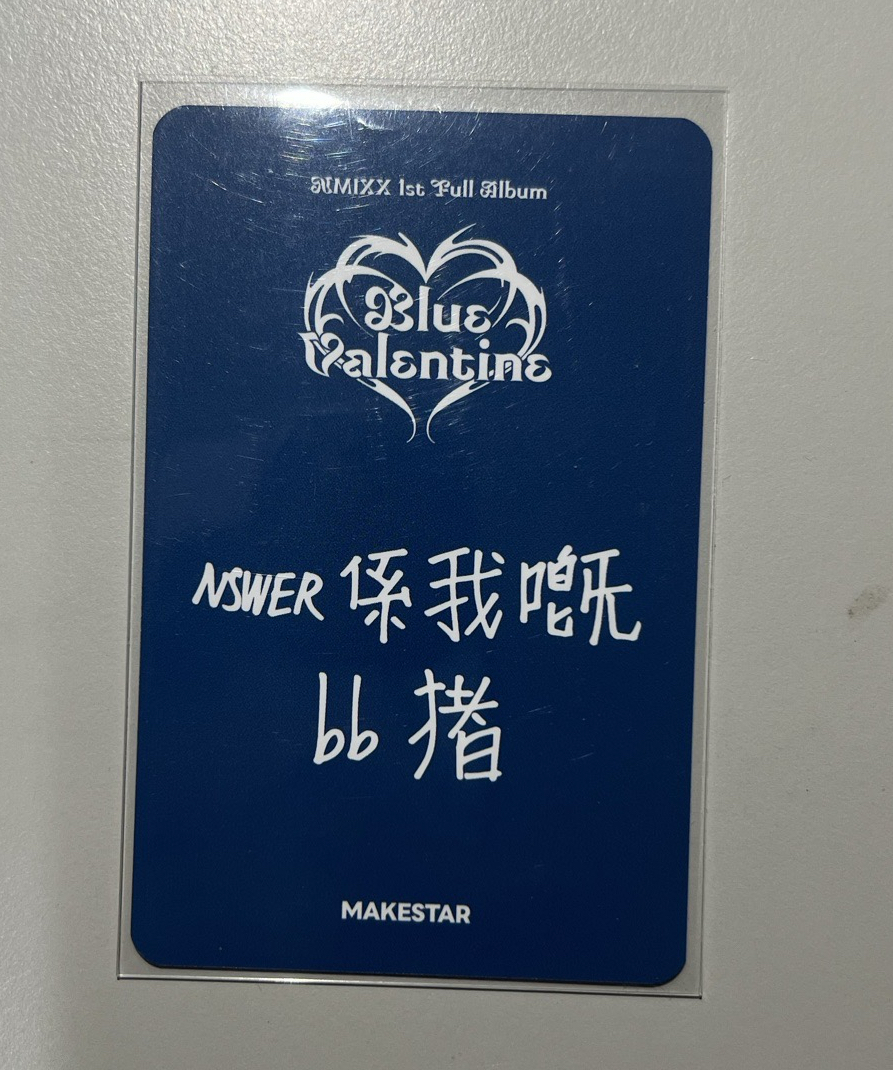 NMIXX 1st Full Album
Blue
Valentine
NSWER 係我嘅
bb 猪
MAKESTAR